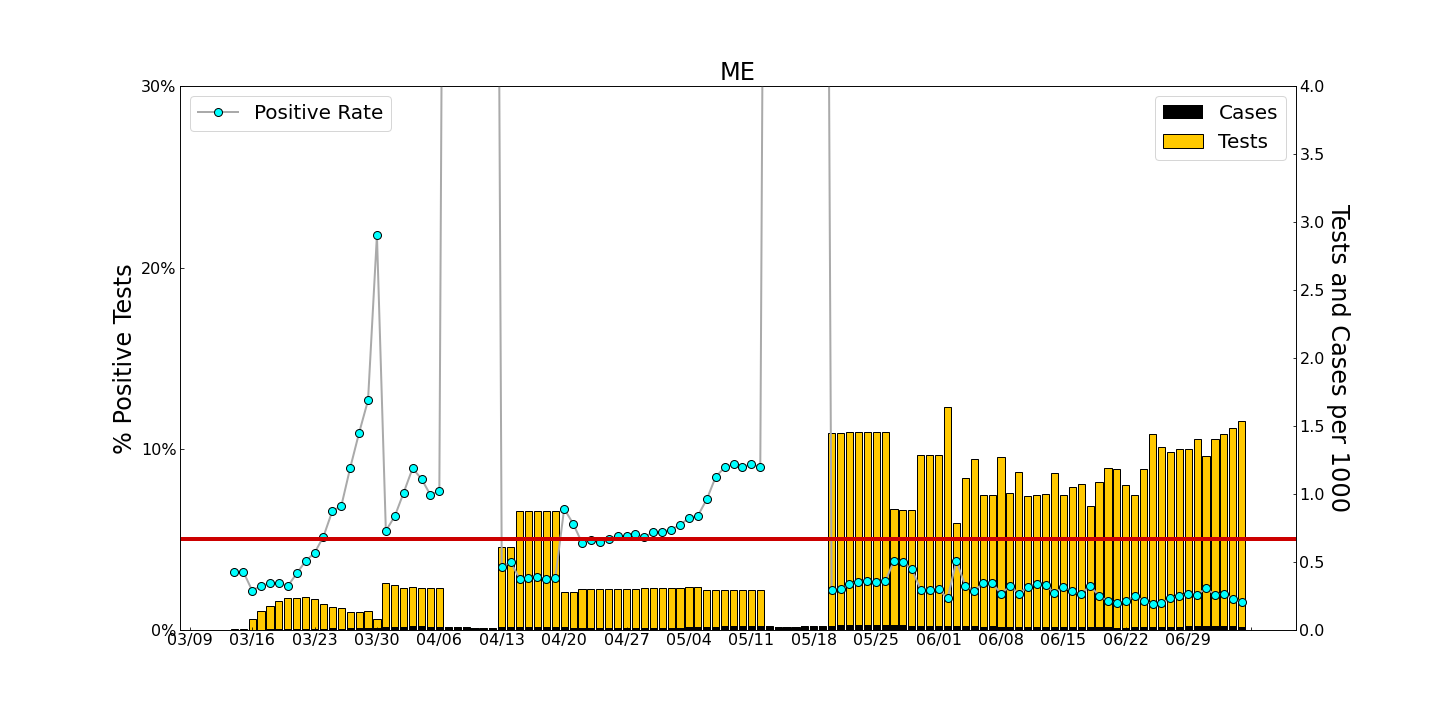 ME
30%
20%
10%
0%
% Positive Tests
Positive Rate
Cases
Tests
4.0
3.5
3.0
2.5
2.0
1.5
1.0
0.5
0.0
Tests and Cases per 1000
03/09 03/16 03/23 03/30 04/06 04/13 04/20 04/27 05/04 05/11 05/18 05/25 06/01 06/08 06/15 06/22 06/29